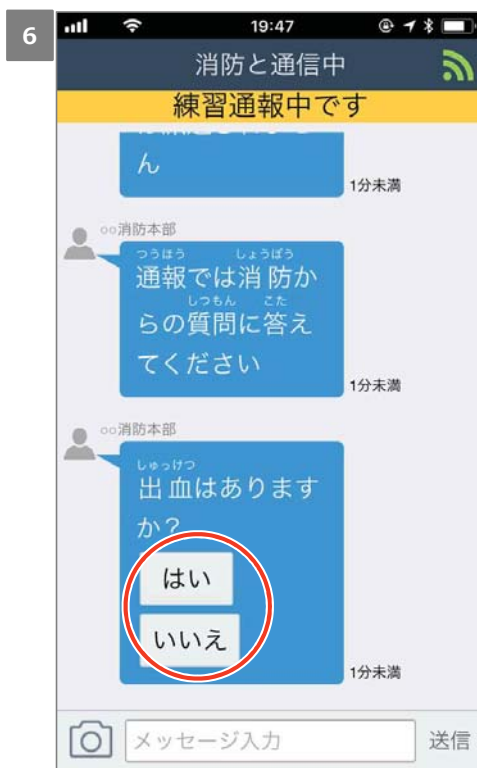 6
19:47
消防と通信中
練習通報中です
ん
1分未満
○○消防本部
つうほう しょうぼう
通報では消防か
しつもん こた
らの質問に答え
てください
1分未満
○○消防本部
しゅっけつ
出血はあります
か?
はい
いいえ
1分未満
メッセージ入力
送信